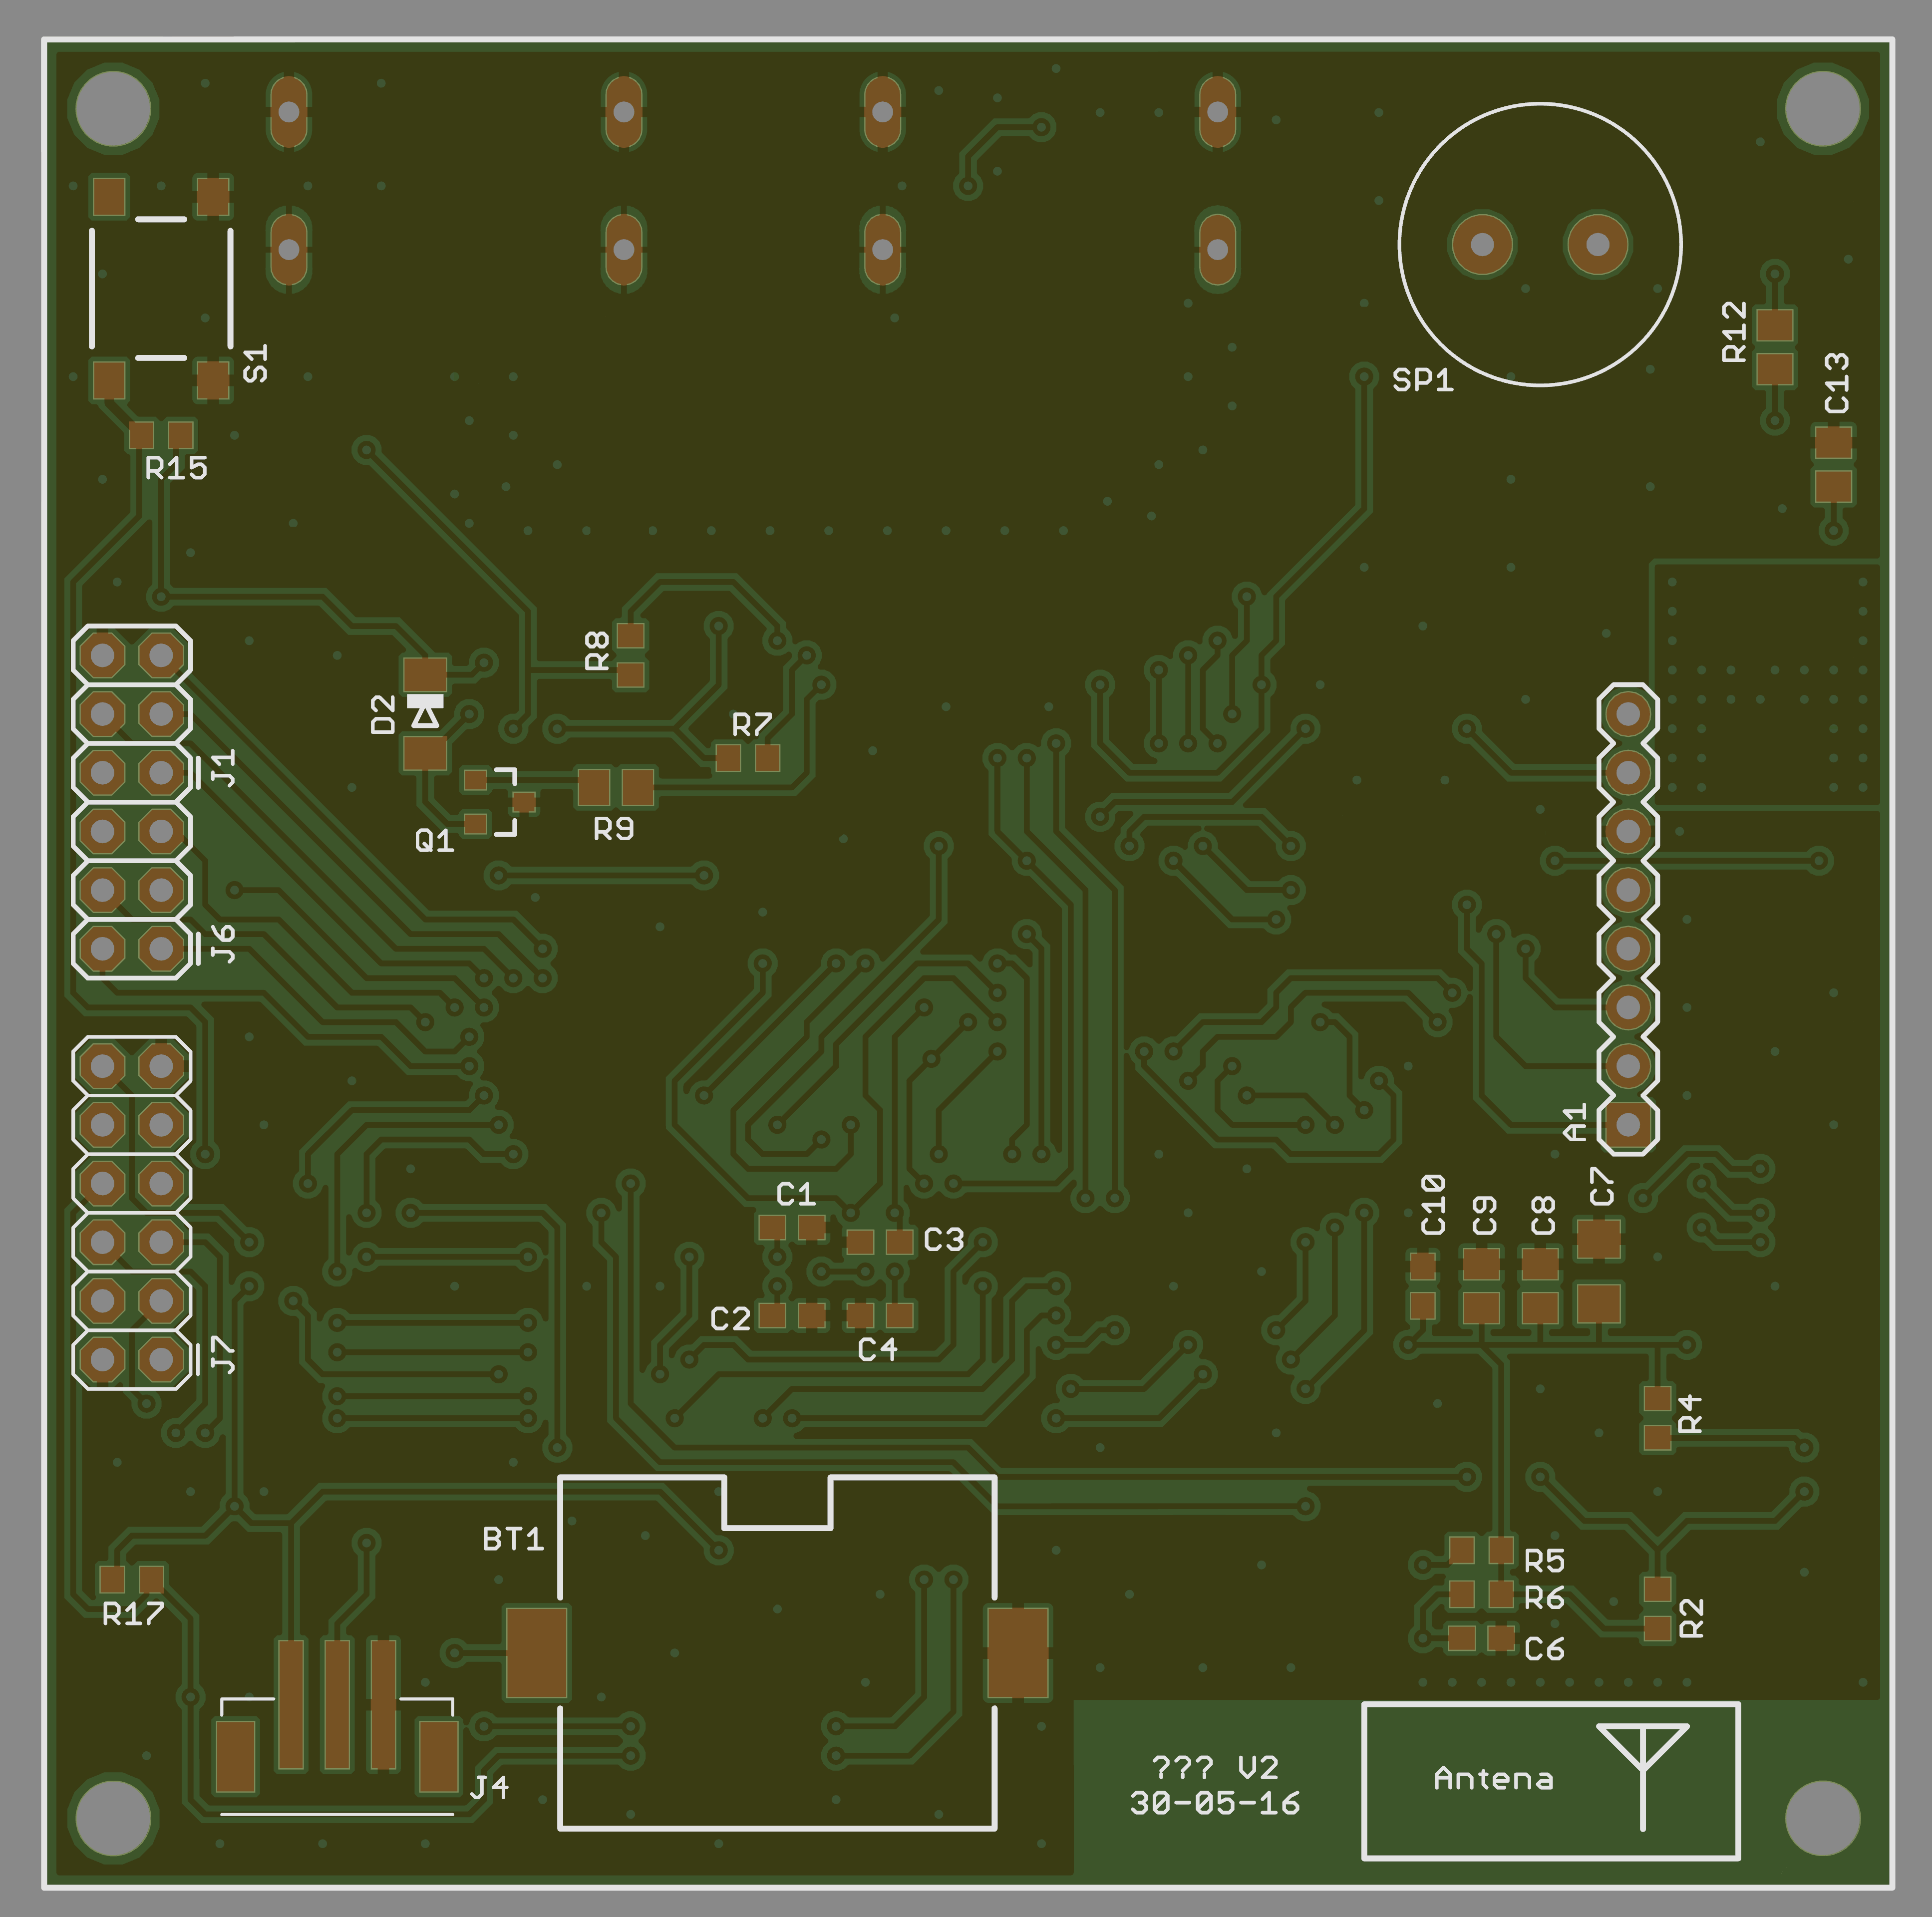 S1
SP1
R12
C13
R15
R8
D2
R7
J1
Q1
R9
J6
A1
C10
C9
C8
C7
C1
C3
C2
C4
J7
R4
BT1
R5
R6
R17
R2
C6
J4
??? V2
30-05-16
Antena